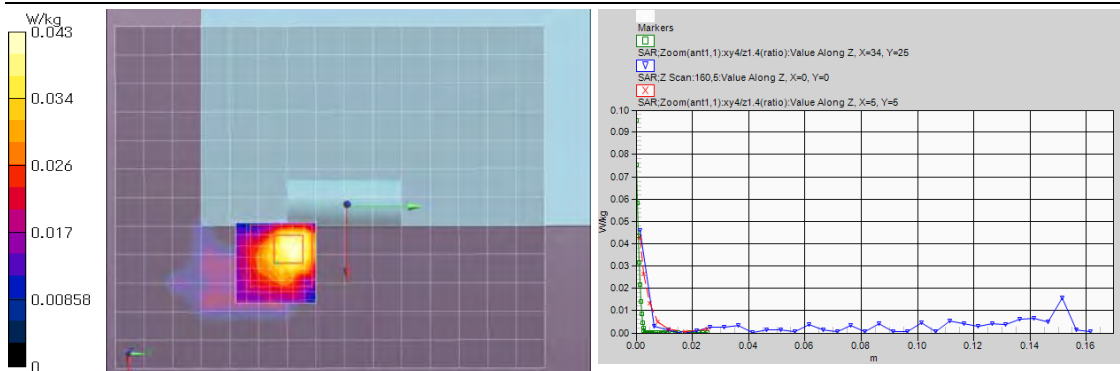 W/kg
0.043
0.034
0.026
0.017
0.00858
0
Markers
SAR;Zoom(ant1,1):xy4/z1.4(ratio):Value Along Z, X=34, Y=25
SAR;Z Scan:160,5:Value Along Z, X=0, Y=0
SAR;Zoom(ant1,1):xy4/z1.4(ratio):Value Along Z, X=5, Y=5
0.10
0.09
0.08
0.07
0.06
0.05
0.04
0.03
0.02
0.01
0.00
W/kg
0.00 0.02 0.04 0.06 0.08 0.10 0.12 0.14 0.16
m